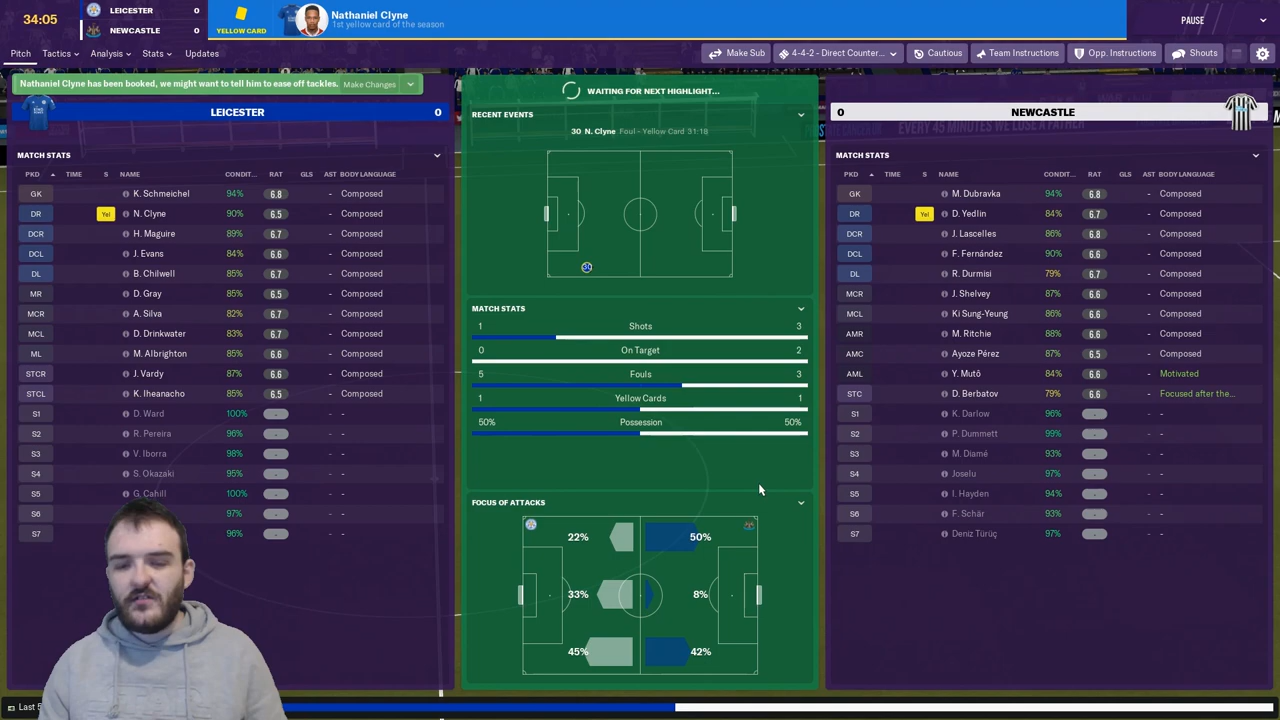 34:05
LEICESTER 0
NEWCASTLE 0
YELLOW CARD
Nathaniel Clyne
1st yellow card of the season
PAUSE
Pitch Tactics Analysis Stats Updates
Make Sub 4-4-2 - Direct Counter... Cautious Team Instructions Opp. Instructions Shouts
Nathaniel Clyne has been booked, we might want to tell him to ease off tackles. Make Changes
LEICESTER 0
MATCH STATS
PKD TIME S NAME CONDIT... RAT GLS AST BODY LANGUAGE
GK K. Schmeichel 94% 6.8 - Composed
DR Yel N. Clyne 90% 6.5 - Composed
DCR H. Maguire 89% 6.7 - Composed
DCL J. Evans 84% 6.6 - Composed
DL B. Chilwell 85% 6.7 - Composed
MR D. Gray 85% 6.5 - Composed
MCR A. Silva 82% 6.7 - Composed
MCL D. Drinkwater 83% 6.7 - Composed
ML M. Albrighton 85% 6.6 - Composed
STCR J. Vardy 87% 6.6 - Composed
STCL K. Iheanacho 85% 6.5 - Composed
S1 D. Ward 100% - - -
S2 R. Pereira 96% - - -
S3 V. Iborra 98% - - -
S4 S. Okazaki 95% - - -
S5 G. Cahill 100% - - -
S6 97% - - -
S7 96% - - -
WAITING FOR NEXT HIGHLIGHT...
RECENT EVENTS
30 N. Clyne Foul - Yellow Card 31:18
30
MATCH STATS
1 Shots 3
0 On Target 2
5 Fouls 3
1 Yellow Cards 1
50% Possession 50%
FOCUS OF ATTACKS
22% 50%
33% 8%
45% 42%
EVERY 45 MINUTES WE LOSE A FATHER
0 NEWCASTLE
MATCH STATS
PKD TIME S NAME CONDIT... RAT GLS AST BODY LANGUAGE
GK M. Dubravka 94% 6.8 - Composed
DR Yel D. Yedlin 84% 6.7 - Composed
DCR J. Lascelles 86% 6.8 - Composed
DCL F. Fernández 90% 6.6 - Composed
DL R. Durmisi 79% 6.7 - Composed
MCR J. Shelvey 87% 6.6 - Composed
MCL Ki Sung-Yeung 86% 6.6 - Composed
AMR M. Ritchie 88% 6.6 - Composed
AMC Ayoze Pérez 87% 6.5 - Composed
AML Y. Mutō 84% 6.6 - Motivated
STC D. Berbatov 79% 6.6 - Focused after the...
S1 K. Darlow 96% - - -
S2 P. Dummett 99% - - -
S3 M. Diamé 93% - - -
S4 Joselu 97% - - -
S5 I. Hayden 94% - - -
S6 F. Schär 93% - - -
S7 Deniz Türüç 97% - - -
Last 5